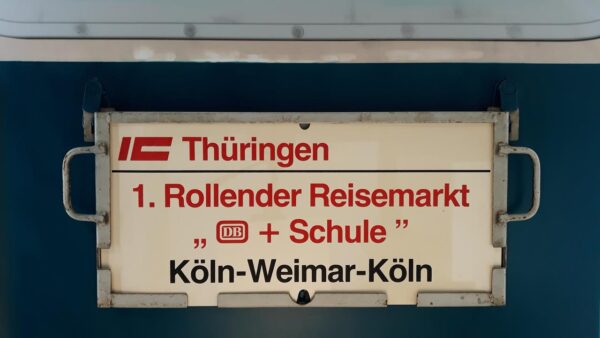 IC Thüringen
1. Rollender Reisemarkt
„ DB + Schule ”
Köln-Weimar-Köln